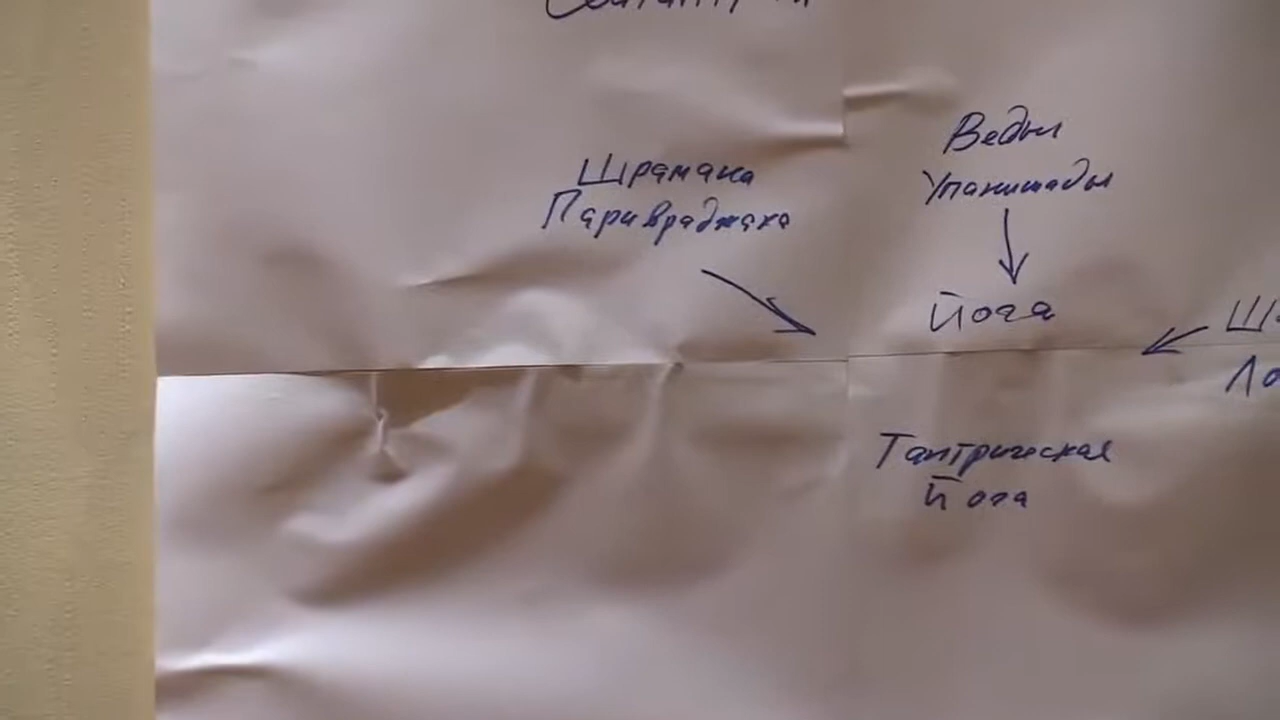 Шрамана
Паривраджака
Веды
Упанишады
Йога
Тантрическая
Йога